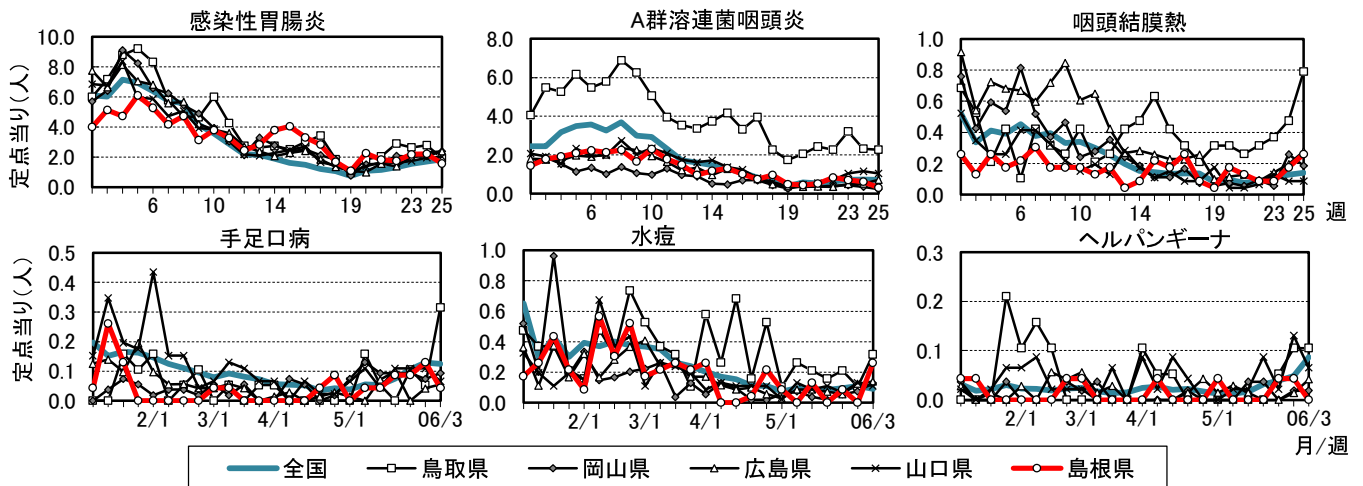 感染性胃腸炎
A群溶連菌咽頭炎
咽頭結膜熱
定点当り(人)
10.0
8.0
6.0
4.0
2.0
0.0
6 10 14 19 23 25
8.0
6.0
4.0
2.0
0.0
6 10 14 19 23 25
1.0
0.8
0.6
0.4
0.2
0.0
6 10 14 19 23 25 週
手足口病
水痘
ヘルパンギーナ
定点当り(人)
0.5
0.4
0.3
0.2
0.1
0.0
2/1 3/1 4/1 5/1 06/3
1.0
0.8
0.6
0.4
0.2
0.0
2/1 3/1 4/1 5/1 06/3
0.3
0.2
0.1
0.0
2/1 3/1 4/1 5/1 06/3
月/週
全国 鳥取県 岡山県 広島県 山口県 島根県